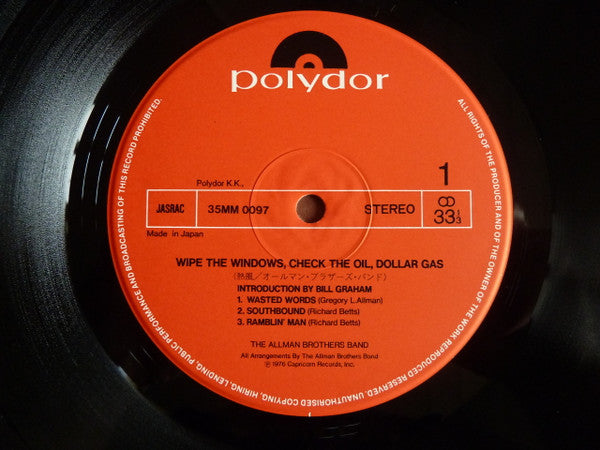 polydor
Polydor K.K.,
1
JASRAC
35MM 0097
STEREO
33 1/3
Made in Japan
WIPE THE WINDOWS, CHECK THE OIL, DOLLAR GAS
(熱風/オールマン・ブラザーズ・バンド)
INTRODUCTION BY BILL GRAHAM
1. WASTED WORDS (Gregory L.Allman)
2. SOUTHBOUND (Richard Betts)
3. RAMBLIN' MAN (Richard Betts)
THE ALLMAN BROTHERS BAND
All Arrangements By The Allman Brothers Band
Ⓟ 1976 Capricorn Records, Inc.
ALL RIGHTS OF THE PRODUCER AND OF THE OWNER OF THE WORK REPRODUCED RESERVED. UNAUTHORISED COPYING, HIRING, LENDING, PUBLIC PERFORMANCE AND BROADCASTING OF THIS RECORD PROHIBITED.